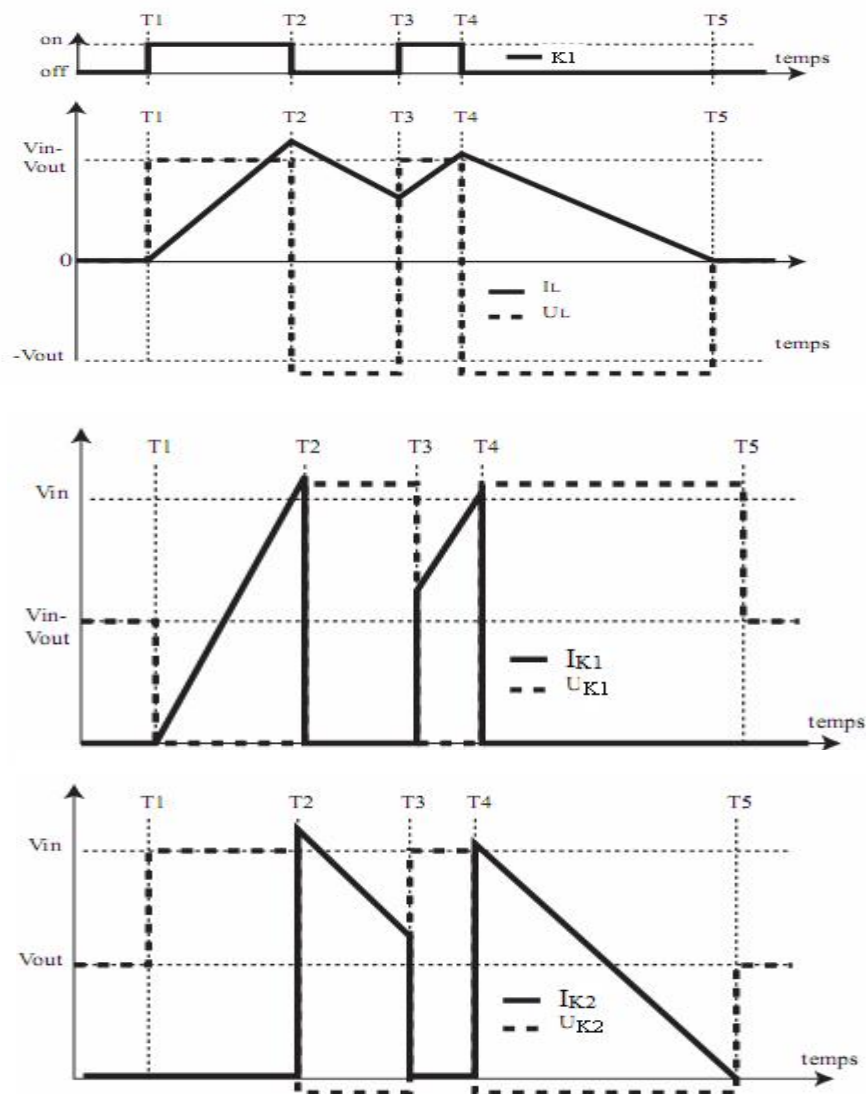 T1 T2 T3 T4 T5
on
K1
temps
off
T1 T2 T3 T4 T5
Vin-
Vout
0
IL
UL
-Vout
temps
T1 T2 T3 T4 T5
Vin
Vin-
Vout
IK1
UK1
temps
T1 T2 T3 T4 T5
Vin
Vout
IK2
UK2
temps